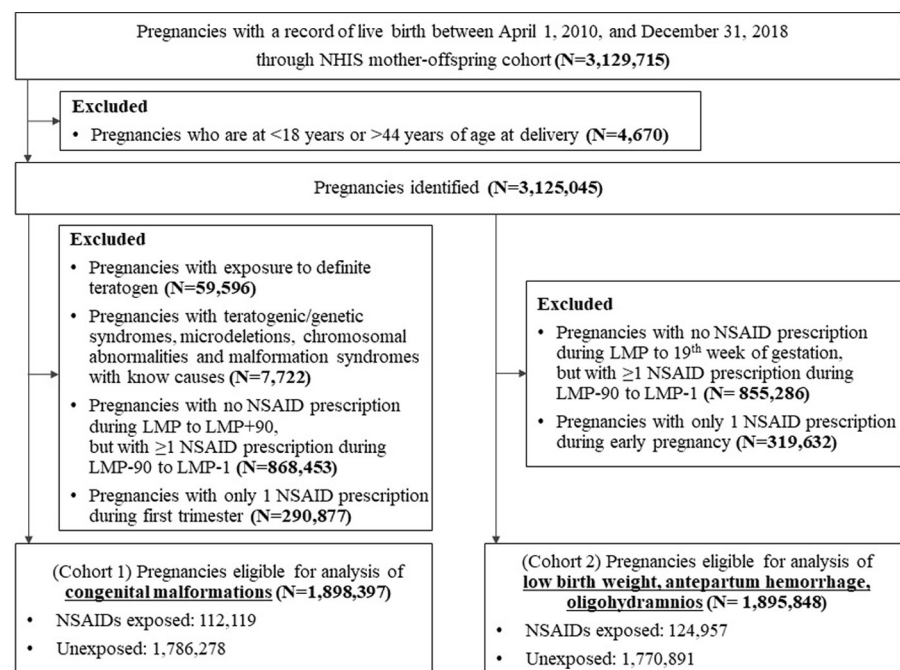 Pregnancies with a record of live birth between April 1, 2010, and December 31, 2018
through NHIS mother-offspring cohort (N=3,129,715)
Excluded
• Pregnancies who are at <18 years or >44 years of age at delivery (N=4,670)
Pregnancies identified (N=3,125,045)
Excluded
• Pregnancies with exposure to definite
teratogen (N=59,596)
• Pregnancies with teratogenic/genetic
syndromes, microdeletions, chromosomal
abnormalities and malformation syndromes
with know causes (N=7,722)
• Pregnancies with no NSAID prescription
during LMP to LMP+90,
but with ≥1 NSAID prescription during
LMP-90 to LMP-1 (N=868,453)
• Pregnancies with only 1 NSAID prescription
during first trimester (N=290,877)
Excluded
• Pregnancies with no NSAID prescription
during LMP to 19th week of gestation,
but with ≥1 NSAID prescription during
LMP-90 to LMP-1 (N= 855,286)
• Pregnancies with only 1 NSAID prescription
during early pregnancy (N=319,632)
(Cohort 1) Pregnancies eligible for analysis of
congenital malformations (N=1,898,397)
• NSAIDs exposed: 112,119
• Unexposed: 1,786,278
(Cohort 2) Pregnancies eligible for analysis of
low birth weight, antepartum hemorrhage,
oligohydramnios (N= 1,895,848)
• NSAIDs exposed: 124,957
• Unexposed: 1,770,891